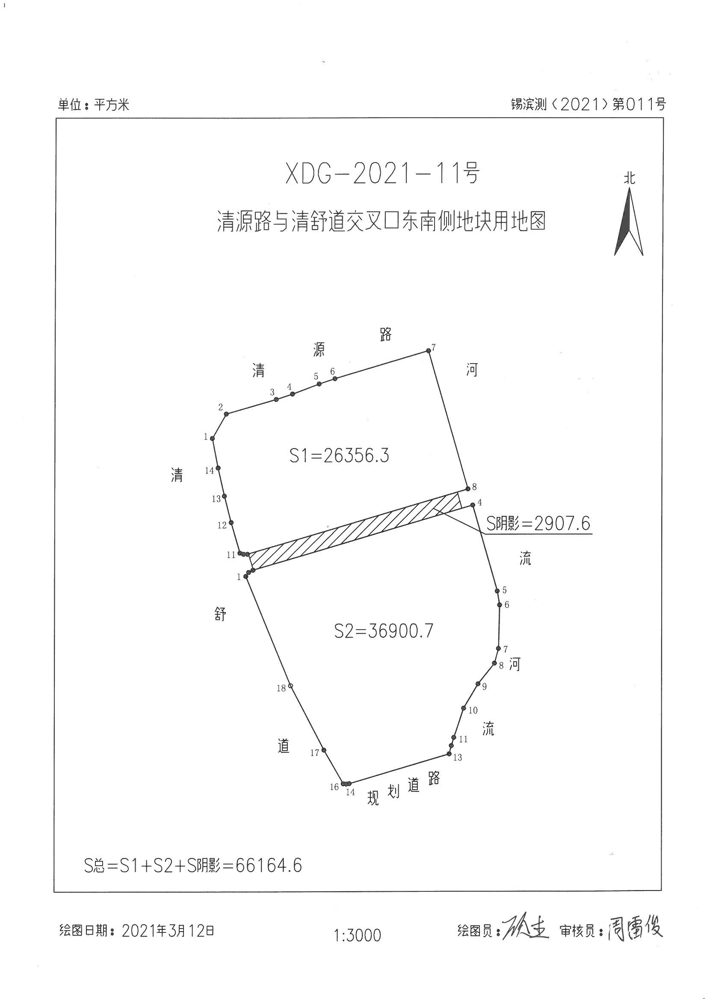 单位：平方米
锡滨测（2021）第011号
XDG-2021-11号
清源路与清舒道交叉口东南侧地块用地图
北
清源路
河
流
河
流
清
舒
道
规划道路
7
6
5
4
3
2
1
14
13
12
11
8
S1=26356.3
4
S阴影=2907.6
1
5
6
S2=36900.7
7
8
9
10
11
13
18
17
16
14
S总=S1+S2+S阴影=66164.6
绘图日期：2021年3月12日
1:3000
绘图员：
审核员：周雷俊